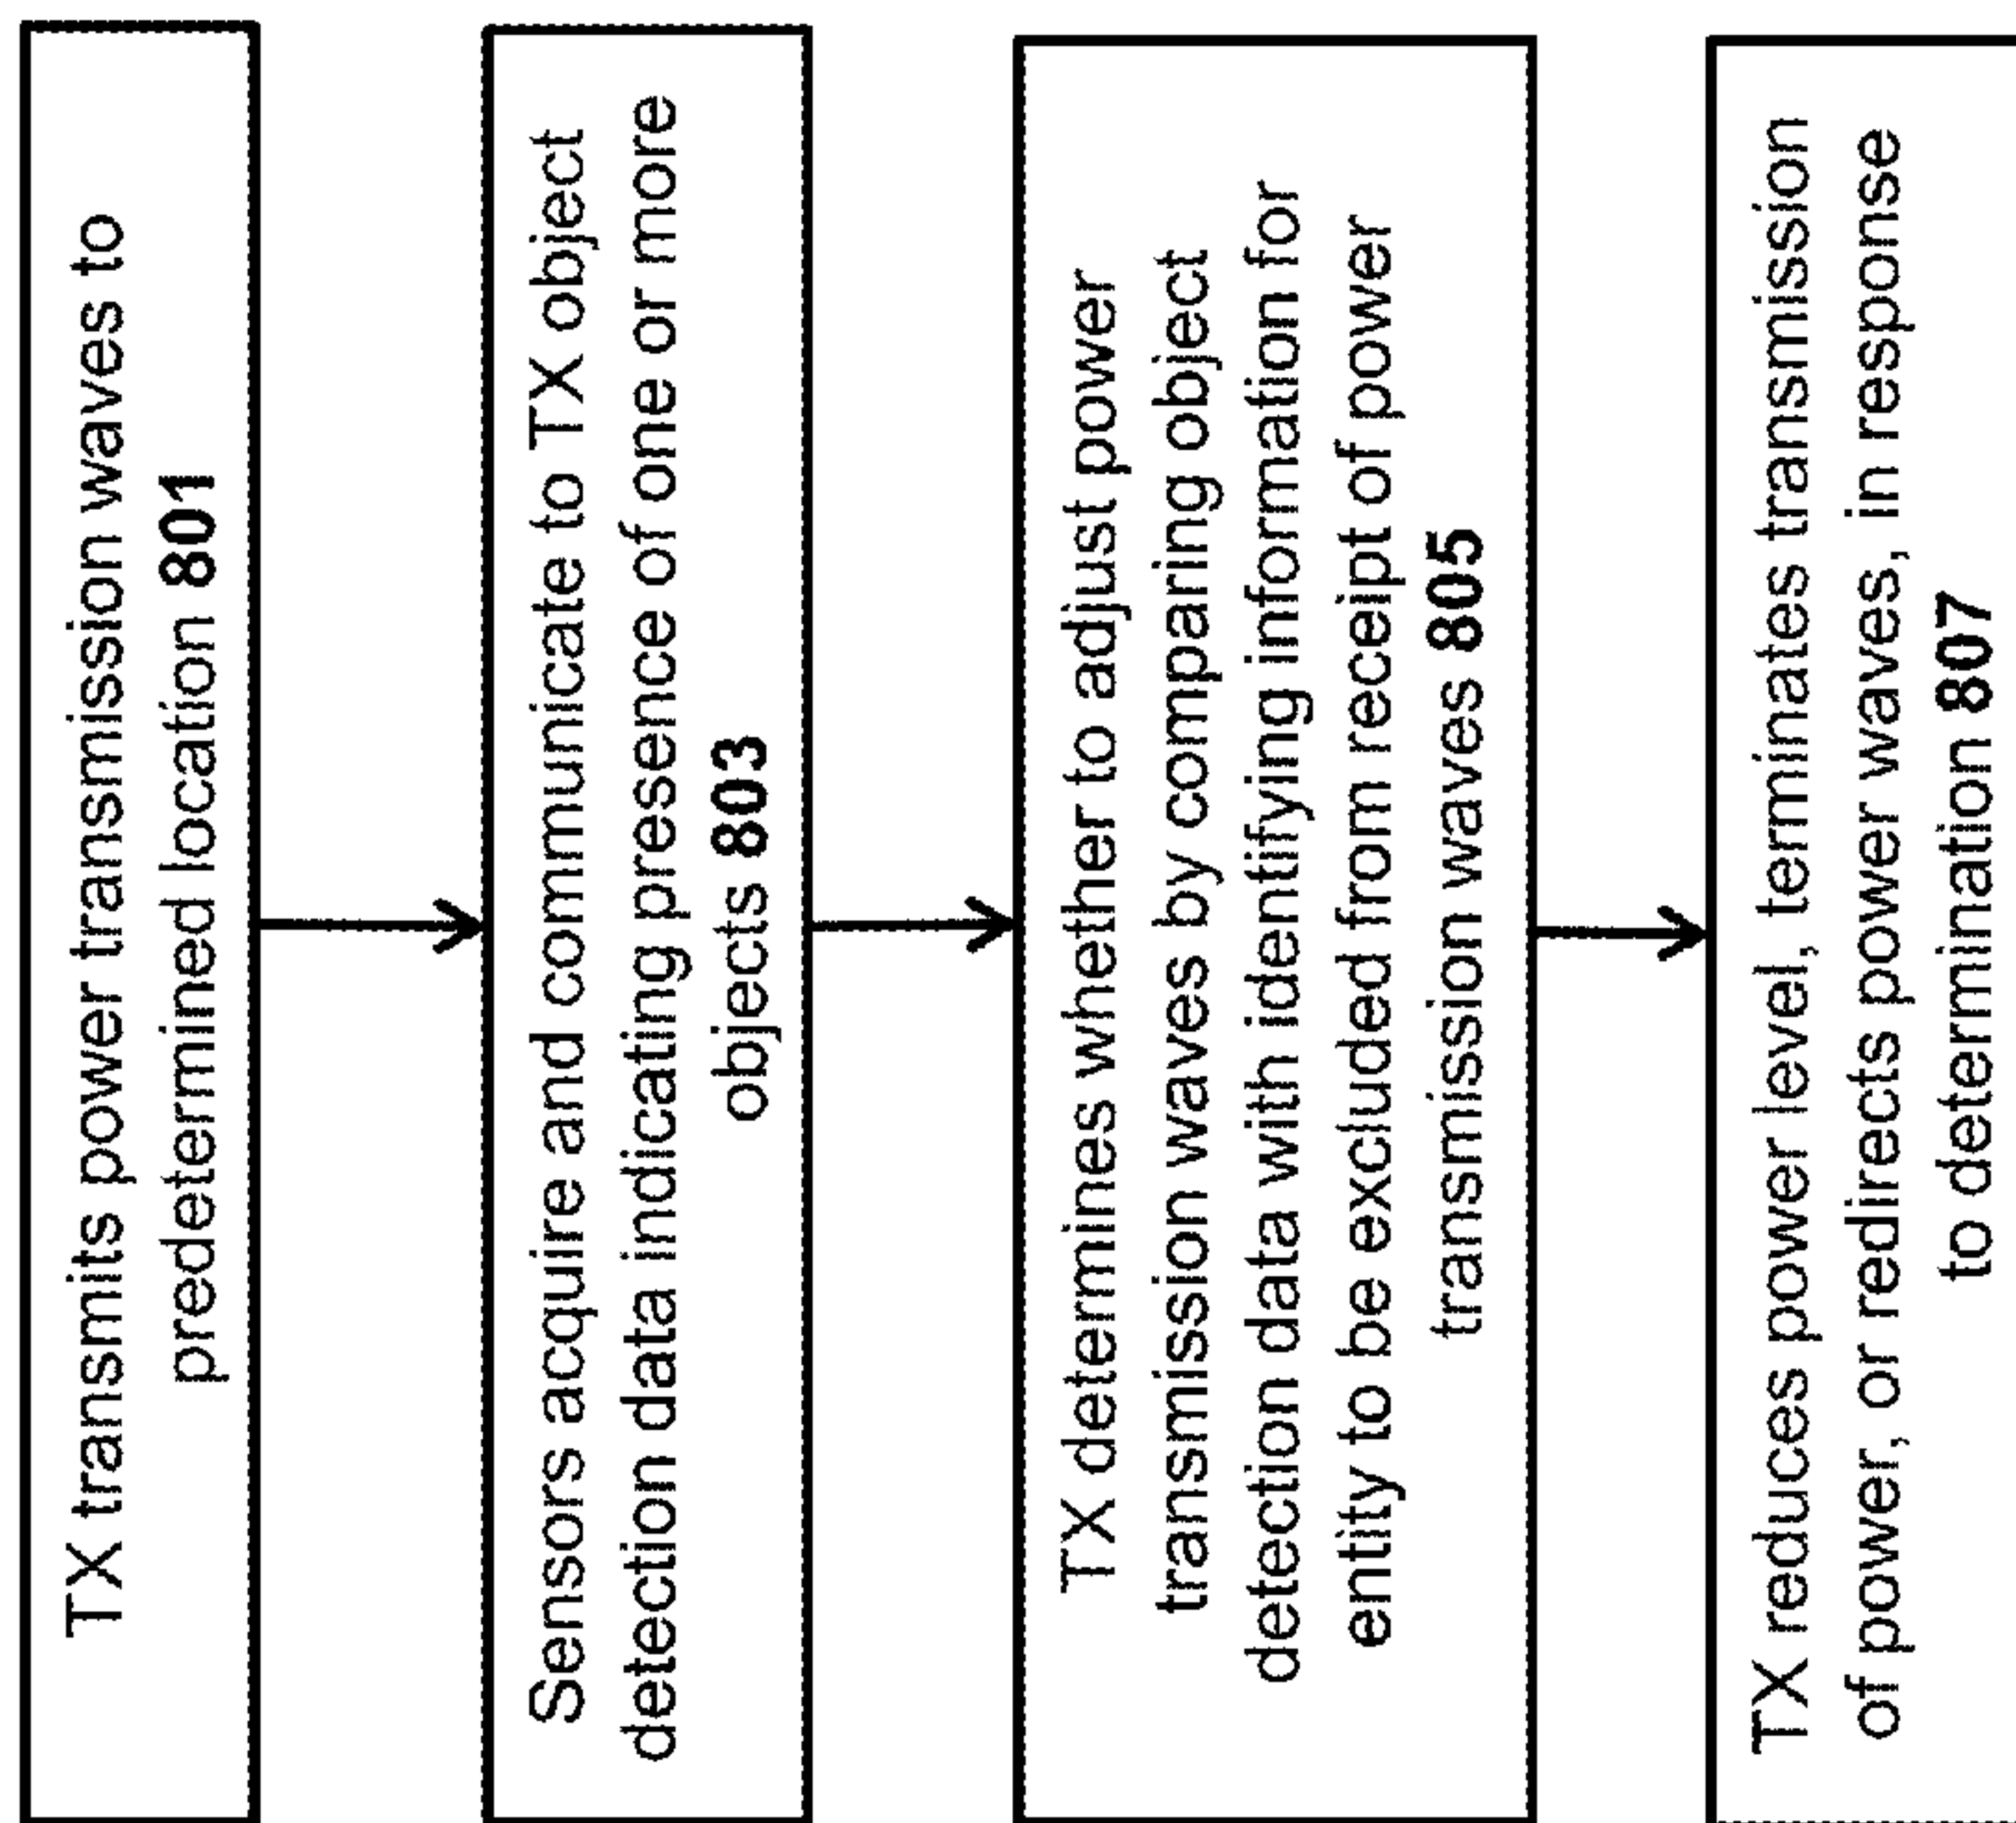 TX transmits power transmission waves to
predetermined location 801
Sensors acquire and communicate to TX object
detection data indicating presence of one or more
objects 803
TX determines whether to adjust power
transmission waves by comparing object
detection data with identifying information for
entity to be excluded from receipt of power
transmission waves 805
TX reduces power level, terminates transmission
of power, or redirects power waves, in response
to determination 807